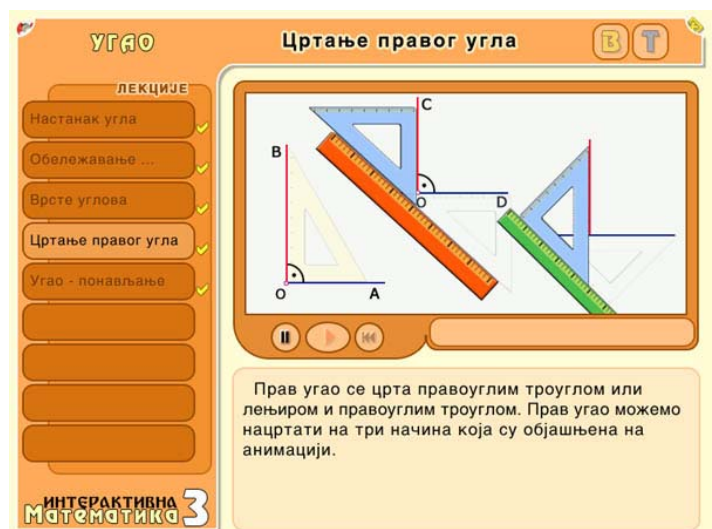 УГАО
Цртање правог угла
В Т
ЛЕКЦИЈЕ
Настанак угла
Обележавање ...
Врсте углова
Цртање правог угла
Угао - понављање
B
O
A
C
O
D
Прав угао се црта правоуглим троуглом или
лењиром и правоуглим троуглом. Прав угао можемо
нацртати на три начина која су објашњена на
анимацији.
ИНТЕРАКТИВНА
Математика 3